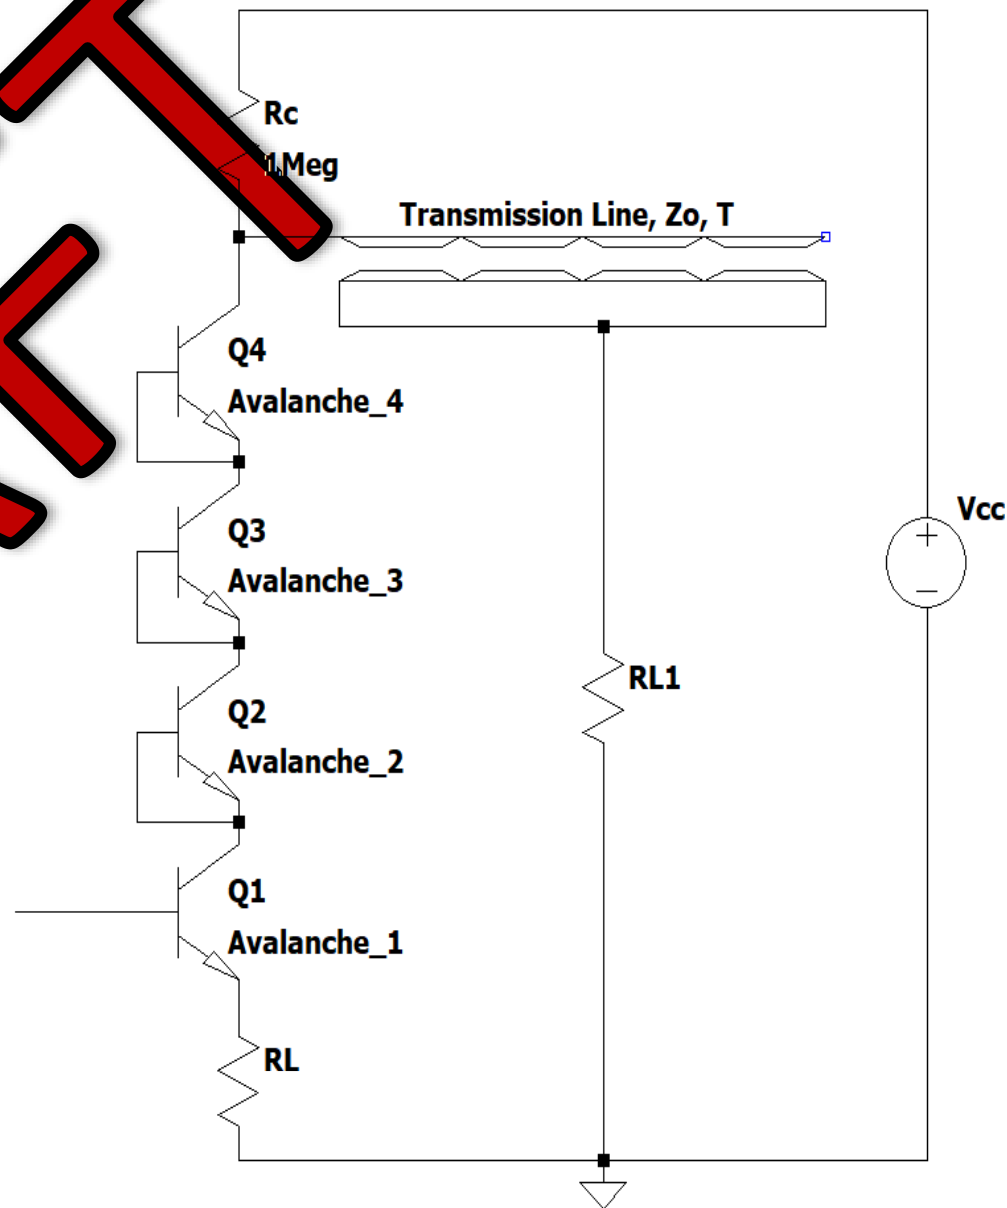 Rc
1Meg
Transmission Line, Zo, T
Q4
Avalanche_4
Q3
Avalanche_3
Vcc
Q2
Avalanche_2
RL1
Q1
Avalanche_1
RL